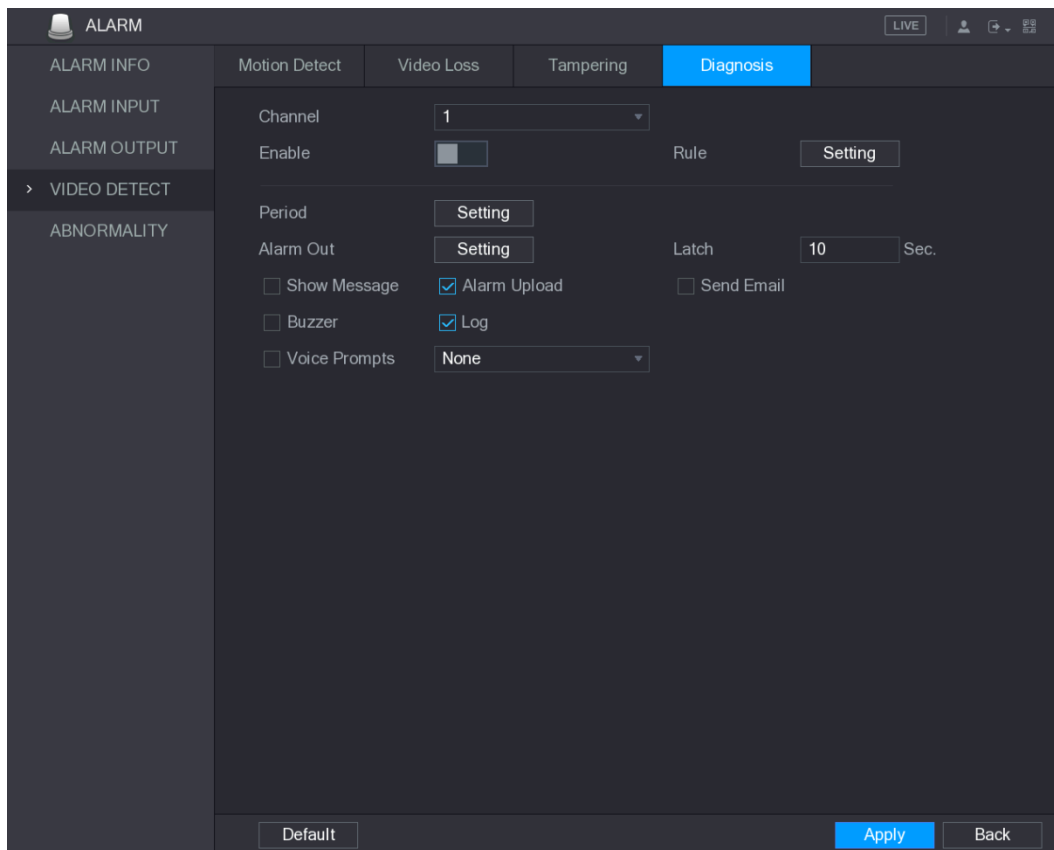 ALARM LIVE
ALARM INFO
ALARM INPUT
ALARM OUTPUT
VIDEO DETECT
ABNORMALITY
Motion Detect Video Loss Tampering Diagnosis
Channel 1
Enable Rule Setting
Period Setting
Alarm Out Setting Latch 10 Sec.
Show Message Alarm Upload Send Email
Buzzer Log
Voice Prompts None
Default Apply Back